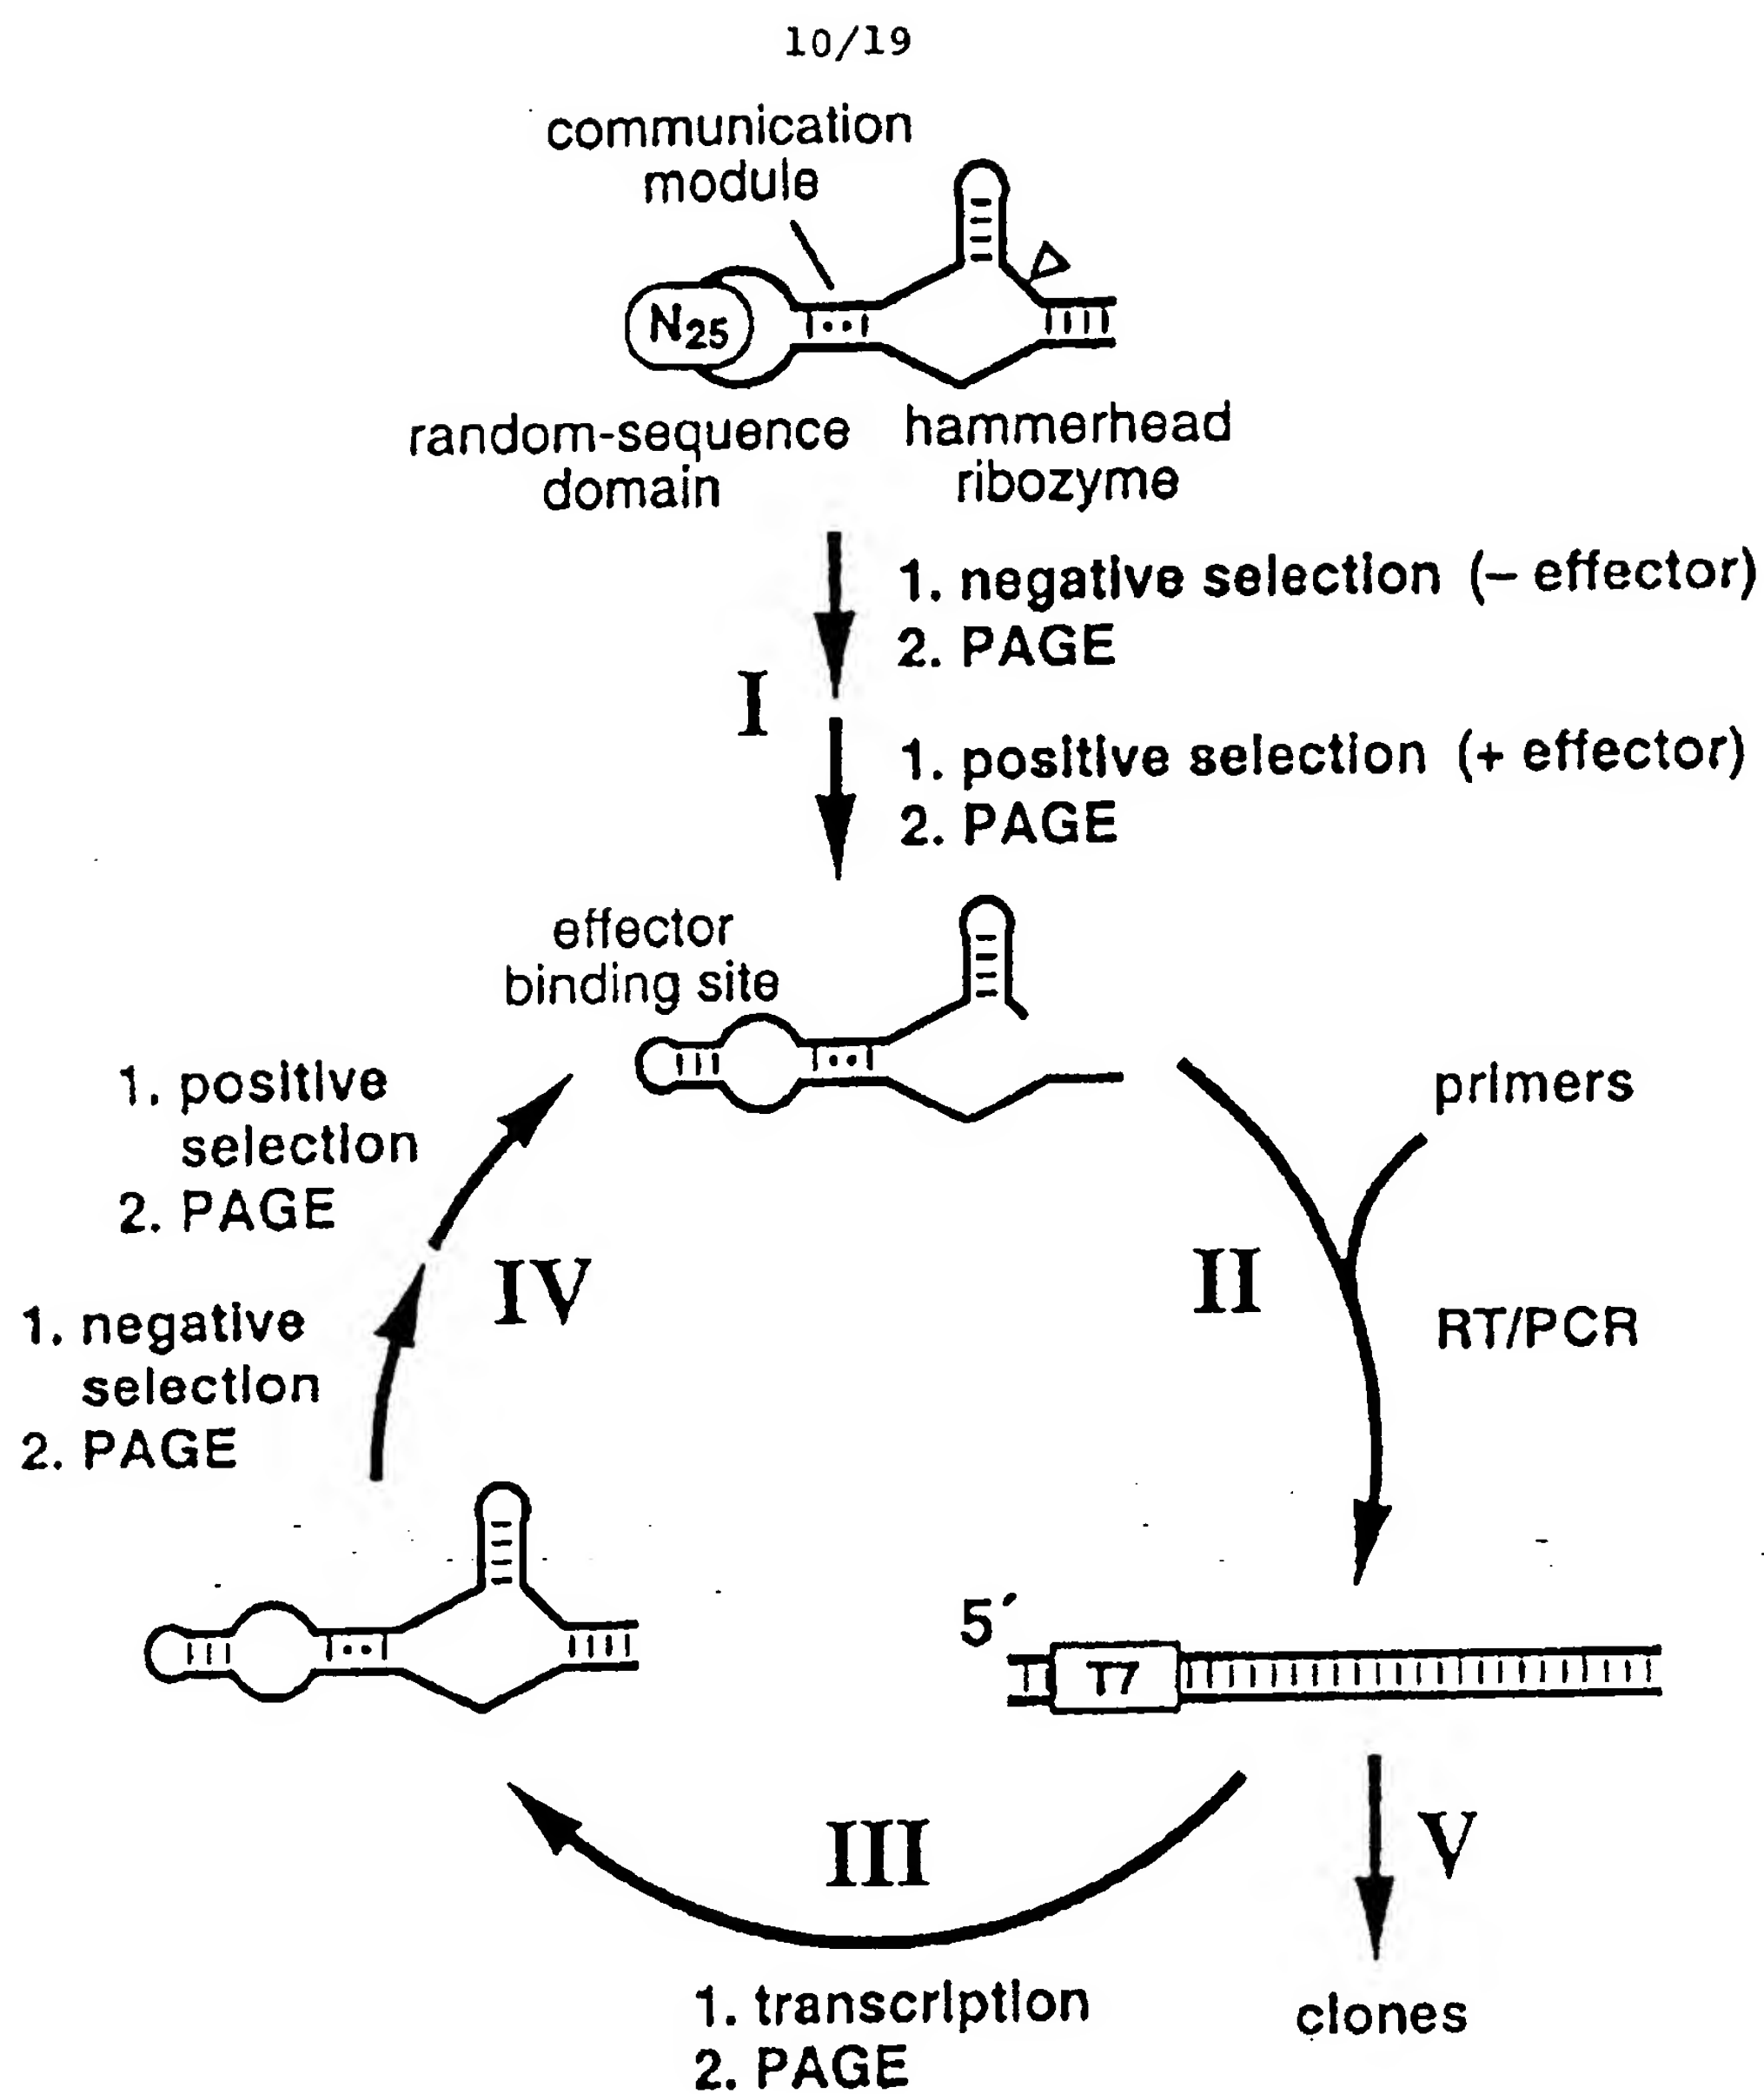 10/19
communication
module
N25
random-sequence
domain
hammerhead
ribozyme
1. negative selection (– effector)
2. PAGE
I
1. positive selection (+ effector)
2. PAGE
effector
binding site
1. positive
selection
2. PAGE
primers
IV
II
1. negative
selection
2. PAGE
RT/PCR
5´
T7
III
V
1. transcription
2. PAGE
clones